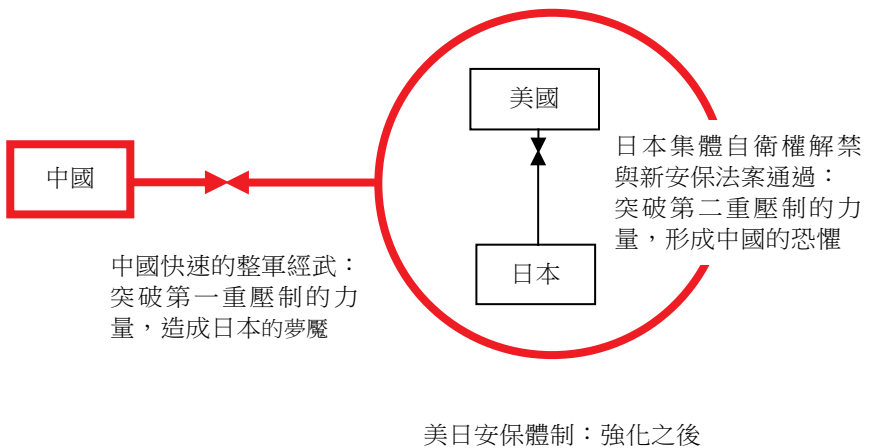 美國
日本集體自衛權解禁
與新安保法案通過：
突破第二重壓制的力
量，形成中國的恐懼
中國
日本
中國快速的整軍經武：
突破第一重壓制的力
量，造成日本的夢魘
美日安保體制：強化之後